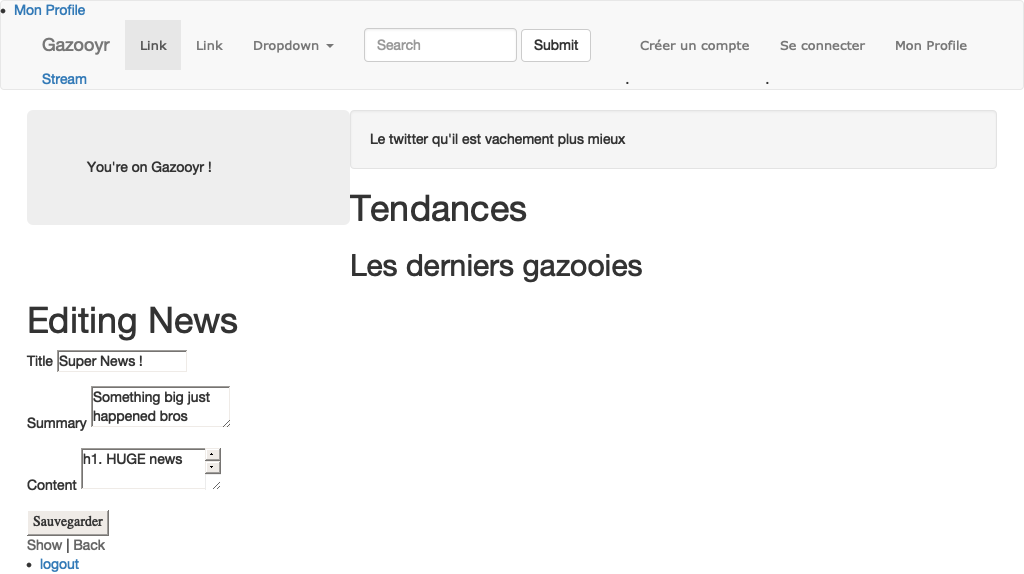 Mon Profile
Gazooyr Link Link Dropdown Search Submit Créer un compte Se connecter Mon Profile
Stream
You're on Gazooyr !
Le twitter qu'il est vachement plus mieux
Tendances
Les derniers gazooies
Editing News
Title Super News !
Something big just
happened bros
Summary
h1. HUGE news
Content
Sauvegarder
Show | Back
logout